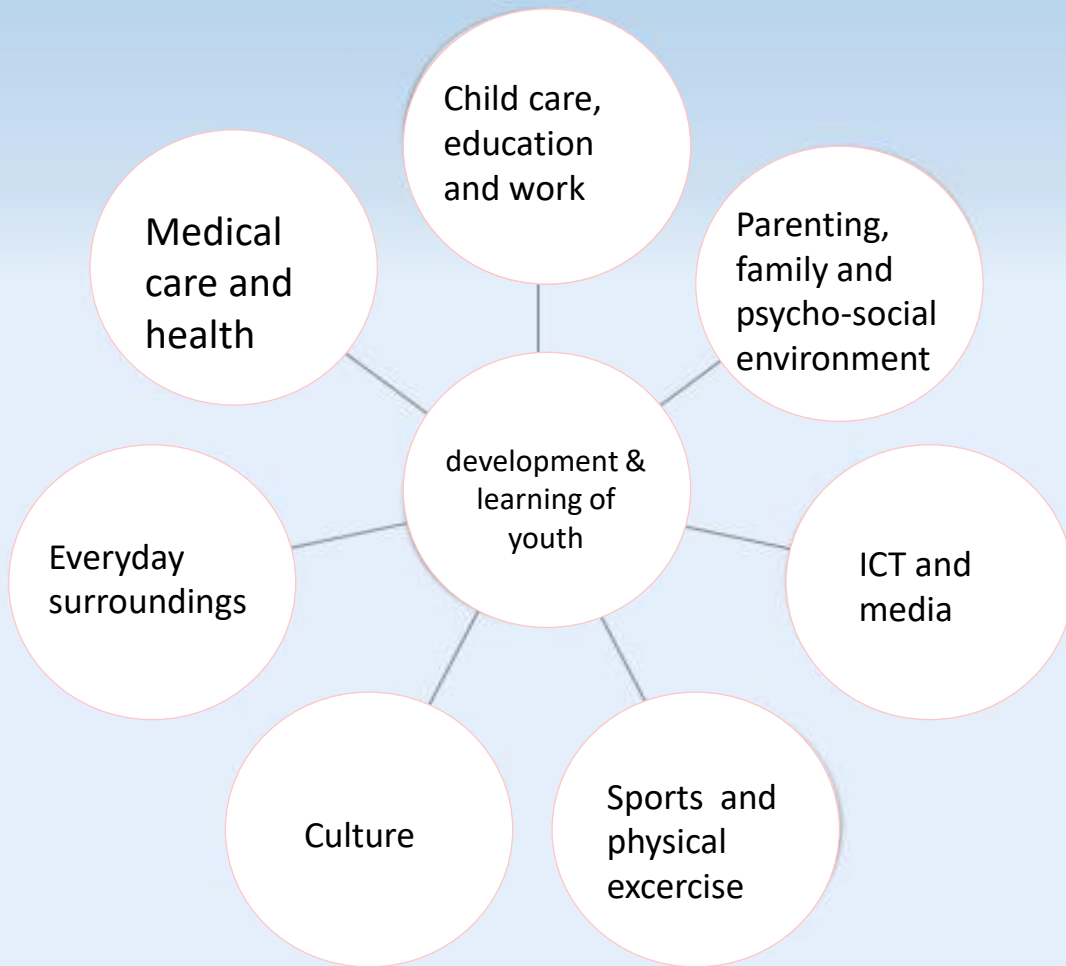 Child care,
education
and work
Parenting,
family and
psycho-social
environment
ICT and
media
Sports and
physical
excercise
Culture
Everyday
surroundings
Medical
care and
health
development &
learning of
youth